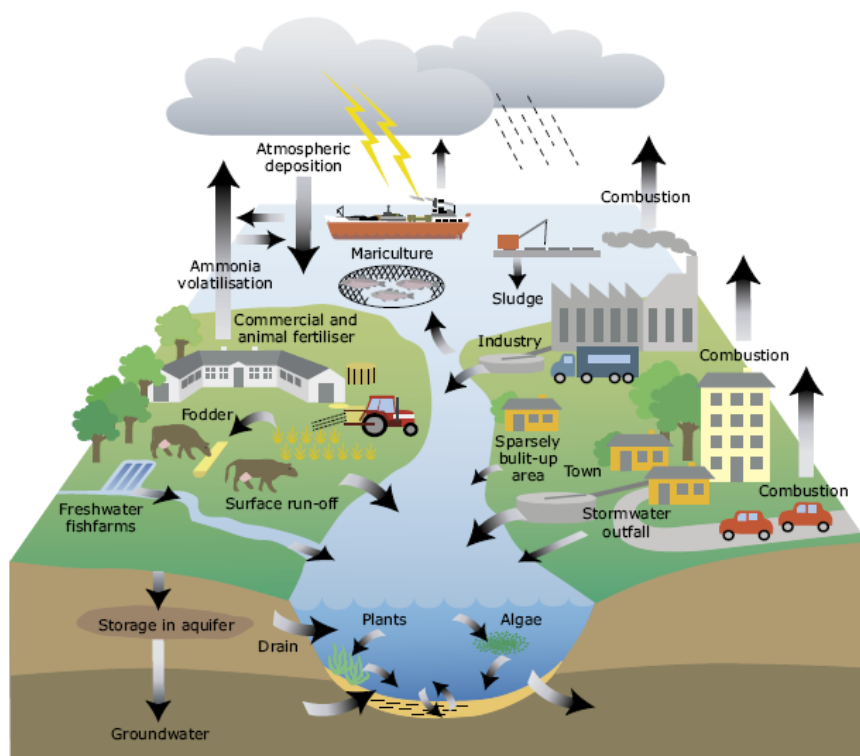 Atmospheric
deposition
Combustion
Mariculture
Ammonia
volatilisation
Sludge
Commercial and
animal fertiliser
Industry
Combustion
Fodder
Sparsely
bulit-up
area
Town
Combustion
Surface run-off
Freshwater
fishfarms
Stormwater
outfall
Plants
Algae
Storage in aquifer
Drain
Groundwater